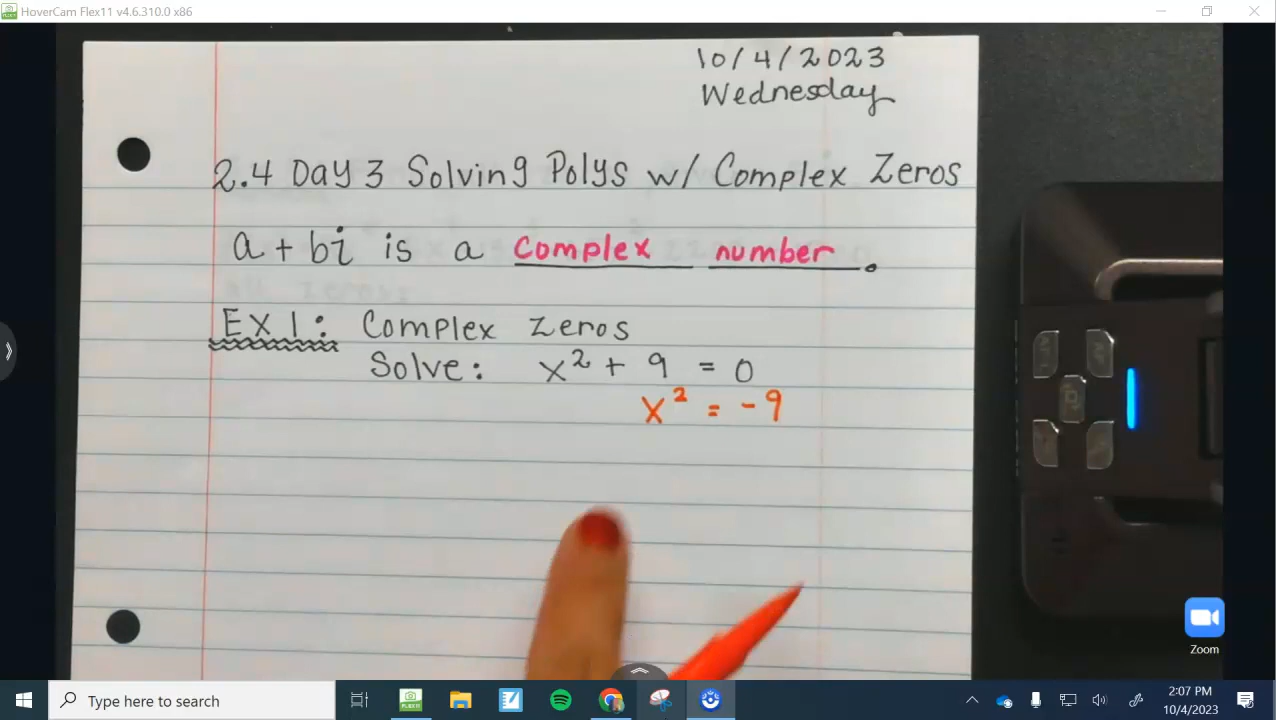 HoverCam Flex11 v4.6.310.0 x86
10/4/2023
Wednesday
2.4 Day 3 Solving Polys w/ Complex Zeros
a + bi is a complex number.
EX 1: Complex Zeros
Solve: x² + 9 = 0
x² = -9
Zoom
Type here to search
FLEX11
2:07 PM
10/4/2023